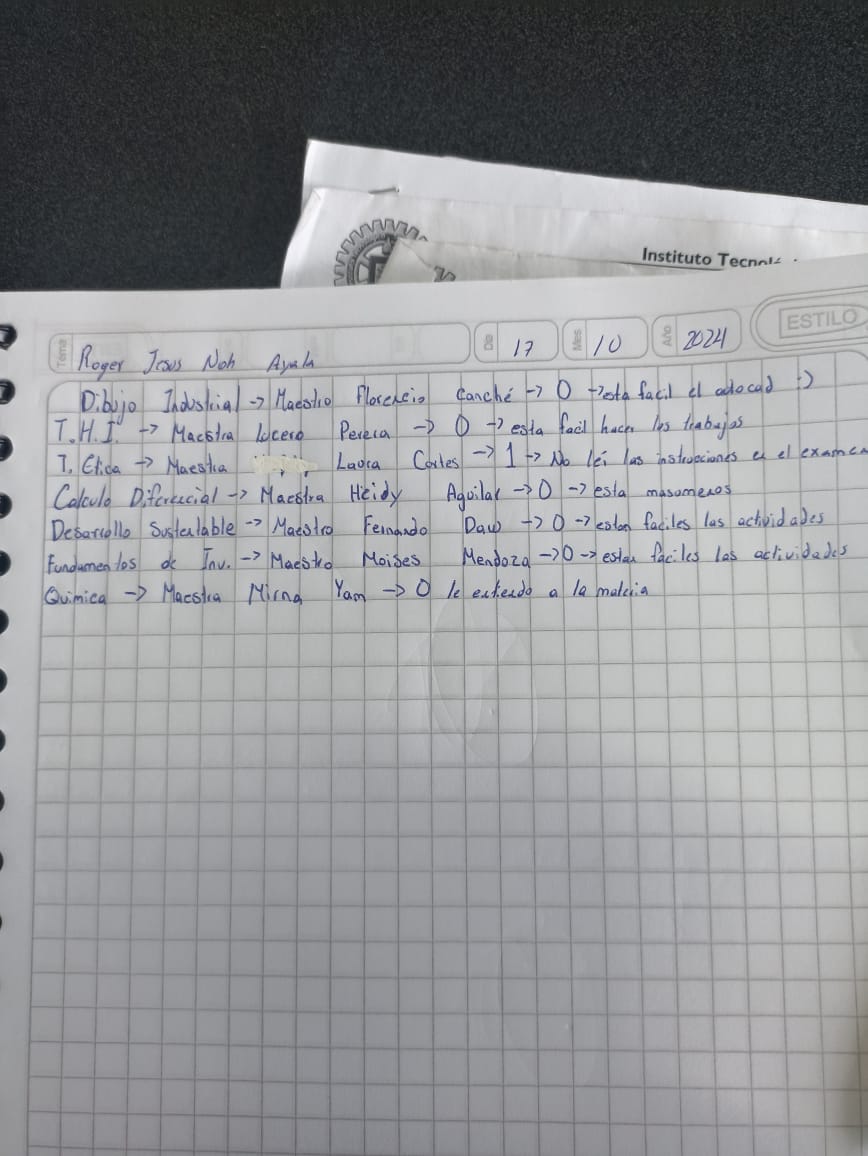 Instituto Tecnol
Tema Roger Jesus Noh Ayala Día 17 Mes 10 Año 2024 ESTILO
Dibujo Industrial -> Maestro Florencio Canché -> 0 -> esta facil el autocad :)
T.H.I. -> Maestra Lucero Pereca -> 0 -> esta facil hacer los trabajos
T. Etica -> Maestra Laura Cortes -> 1 -> No leí las instrucciones en el examen
Calculo Diferencial -> Maestra Heidy Aguilar -> 0 -> esta masomenos
Desarrollo Sustentable -> Maestro Fernando Daw -> 0 -> estan faciles las actividades
Fundamentos de Inv. -> Maestro Moises Mendoza -> 0 -> estan fáciles las actividades
Quimica -> Maestra Mirna Yam -> 0 le entiendo a la materia